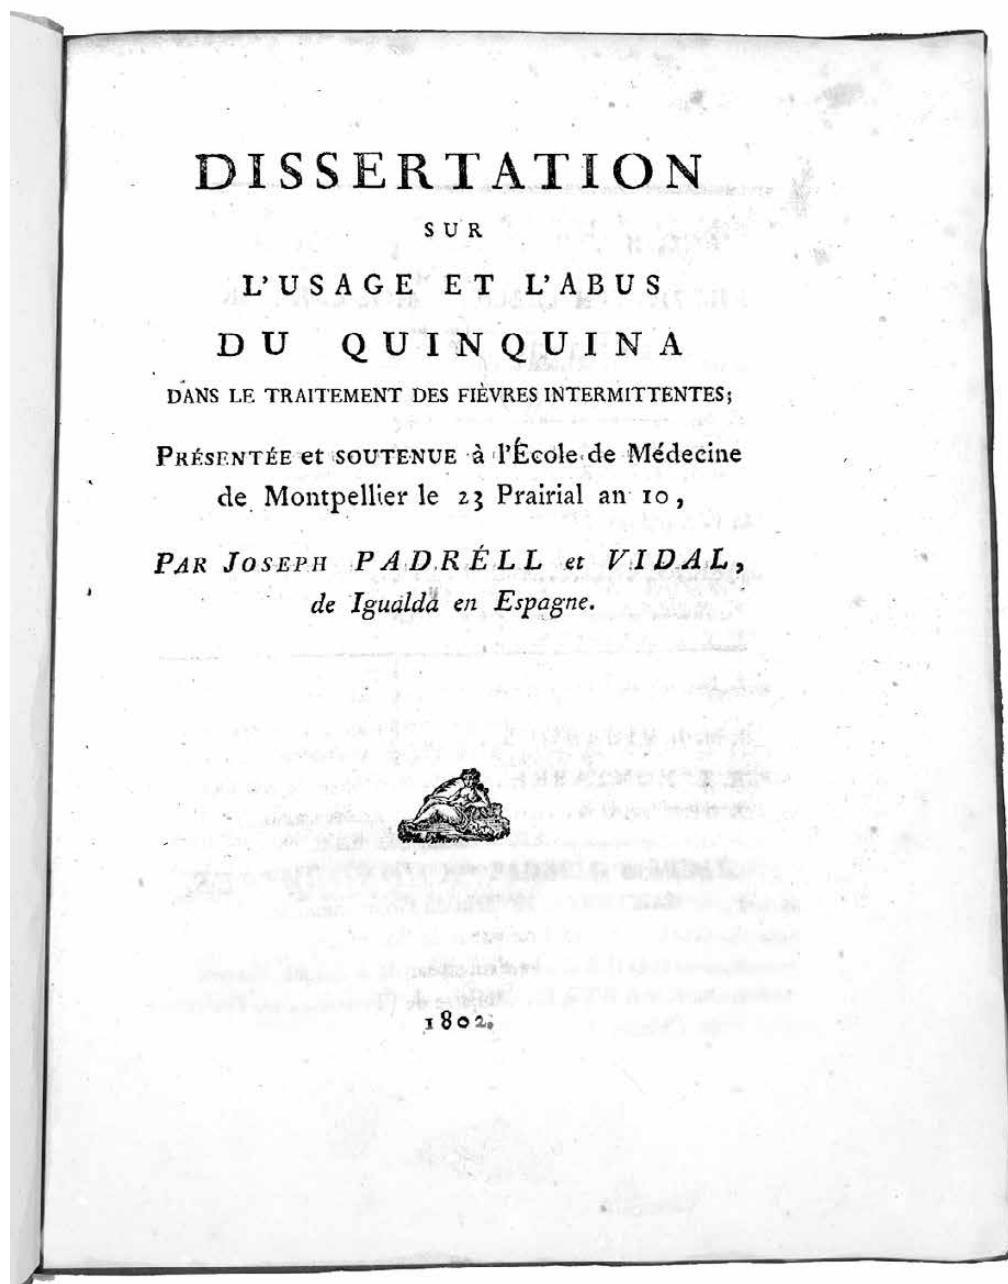 DISSERTATION
SUR
L'USAGE ET L'ABUS
DU QUINQUINA
DANS LE TRAITEMENT DES FIÈVRES INTERMITTENTES;
PRÉSENTÉE et SOUTENUE à l'École de Médecine
de Montpellier le 23 Prairial an 10,
PAR JOSEPH PADRÉLL et VIDAL,
de Igualda en Espagne.
1802.